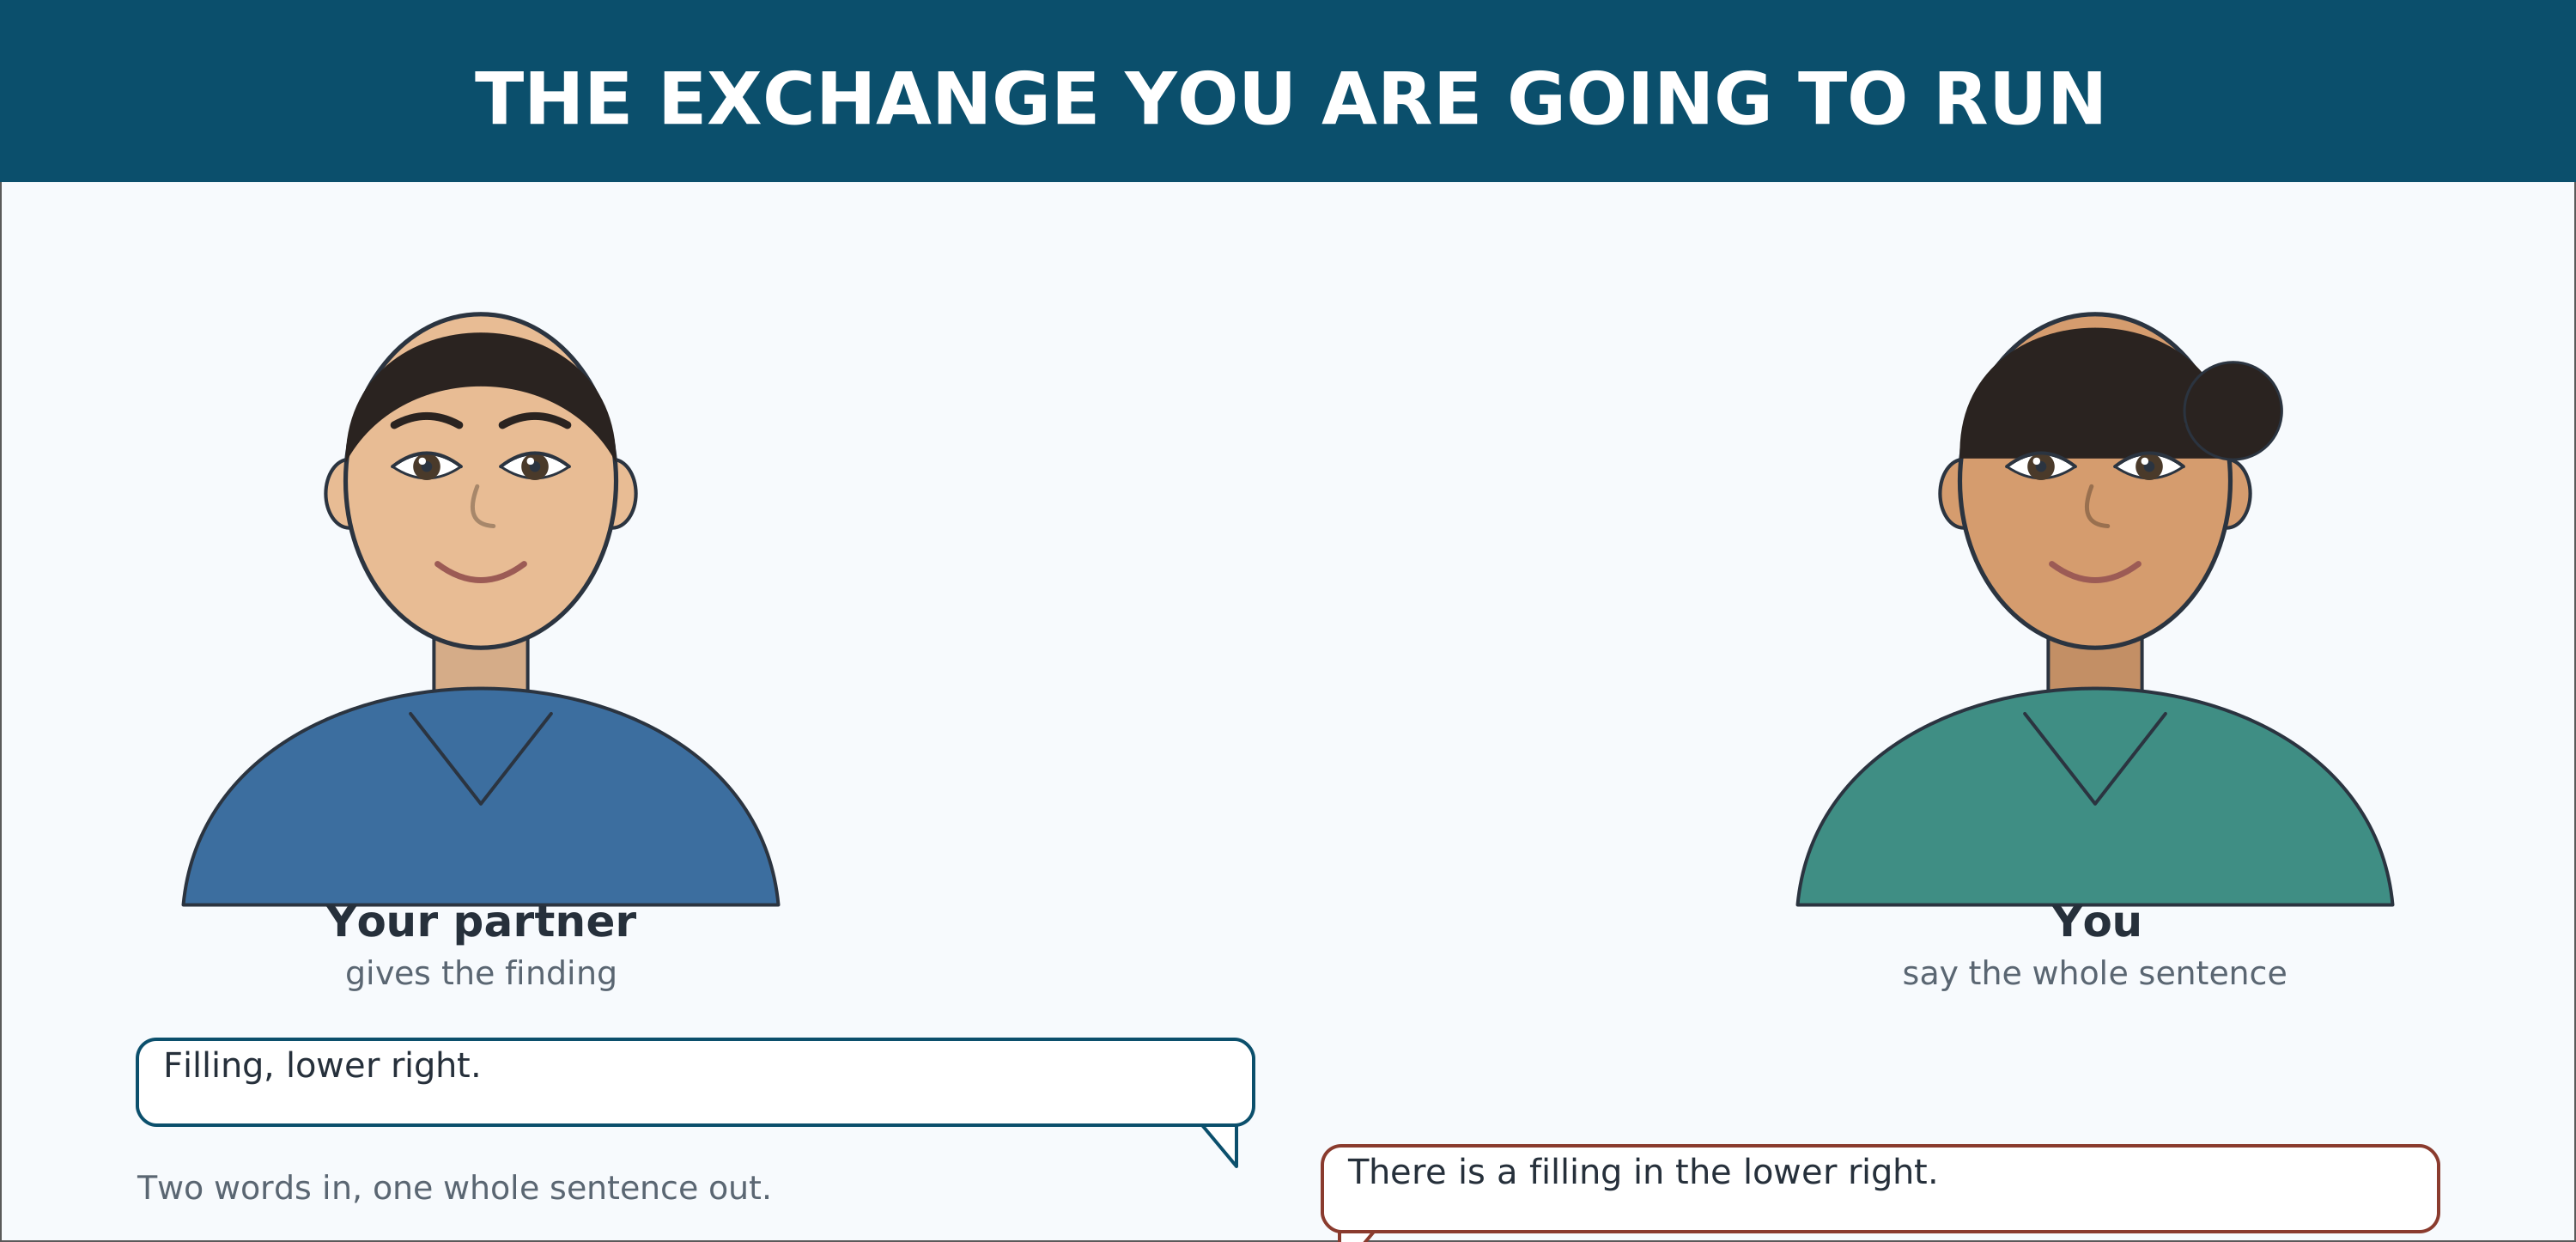 THE EXCHANGE YOU ARE GOING TO RUN
Your partner
gives the finding
You
say the whole sentence
Filling, lower right.
There is a filling in the lower right.
Two words in, one whole sentence out.